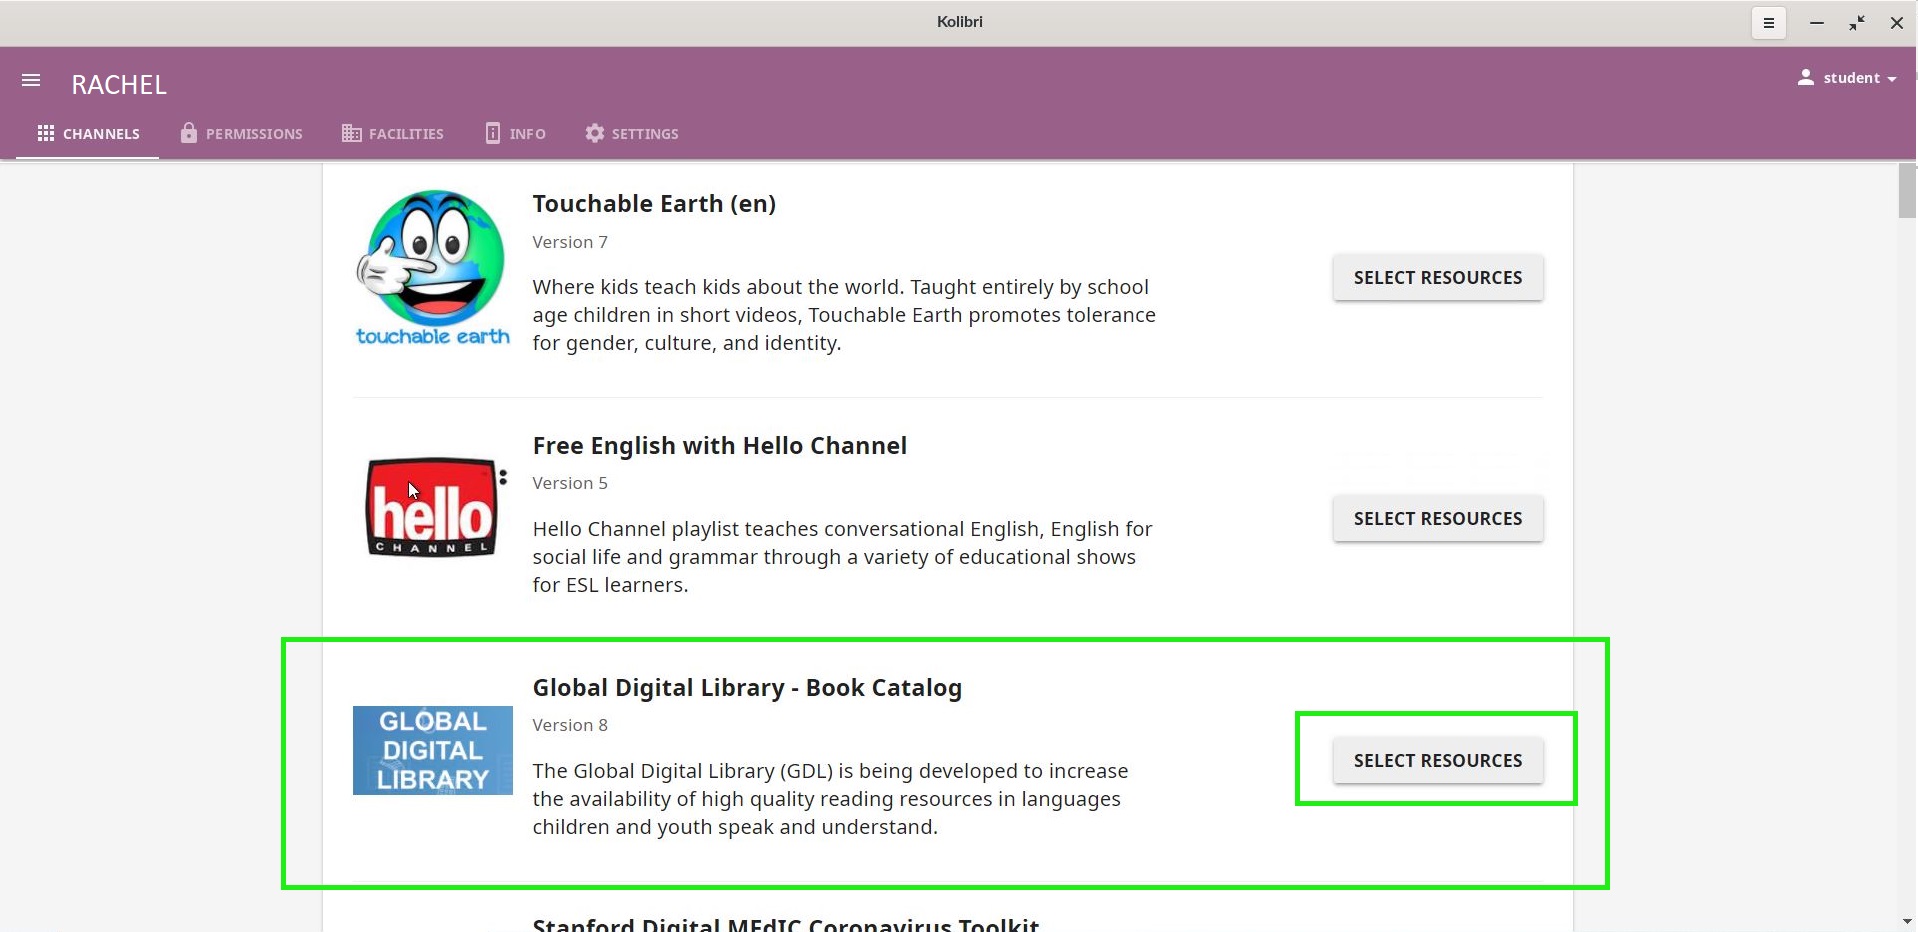 Kolibri
RACHEL
student
CHANNELS PERMISSIONS FACILITIES INFO SETTINGS
touchable earth
Touchable Earth (en)
Version 7
Where kids teach kids about the world. Taught entirely by school
age children in short videos, Touchable Earth promotes tolerance
for gender, culture, and identity.
SELECT RESOURCES
hello
CHANNEL
Free English with Hello Channel
Version 5
Hello Channel playlist teaches conversational English, English for
social life and grammar through a variety of educational shows
for ESL learners.
SELECT RESOURCES
GLOBAL
DIGITAL
LIBRARY
Global Digital Library - Book Catalog
Version 8
The Global Digital Library (GDL) is being developed to increase
the availability of high quality reading resources in languages
children and youth speak and understand.
SELECT RESOURCES
Stanford Digital MEdIC Coronavirus Toolkit